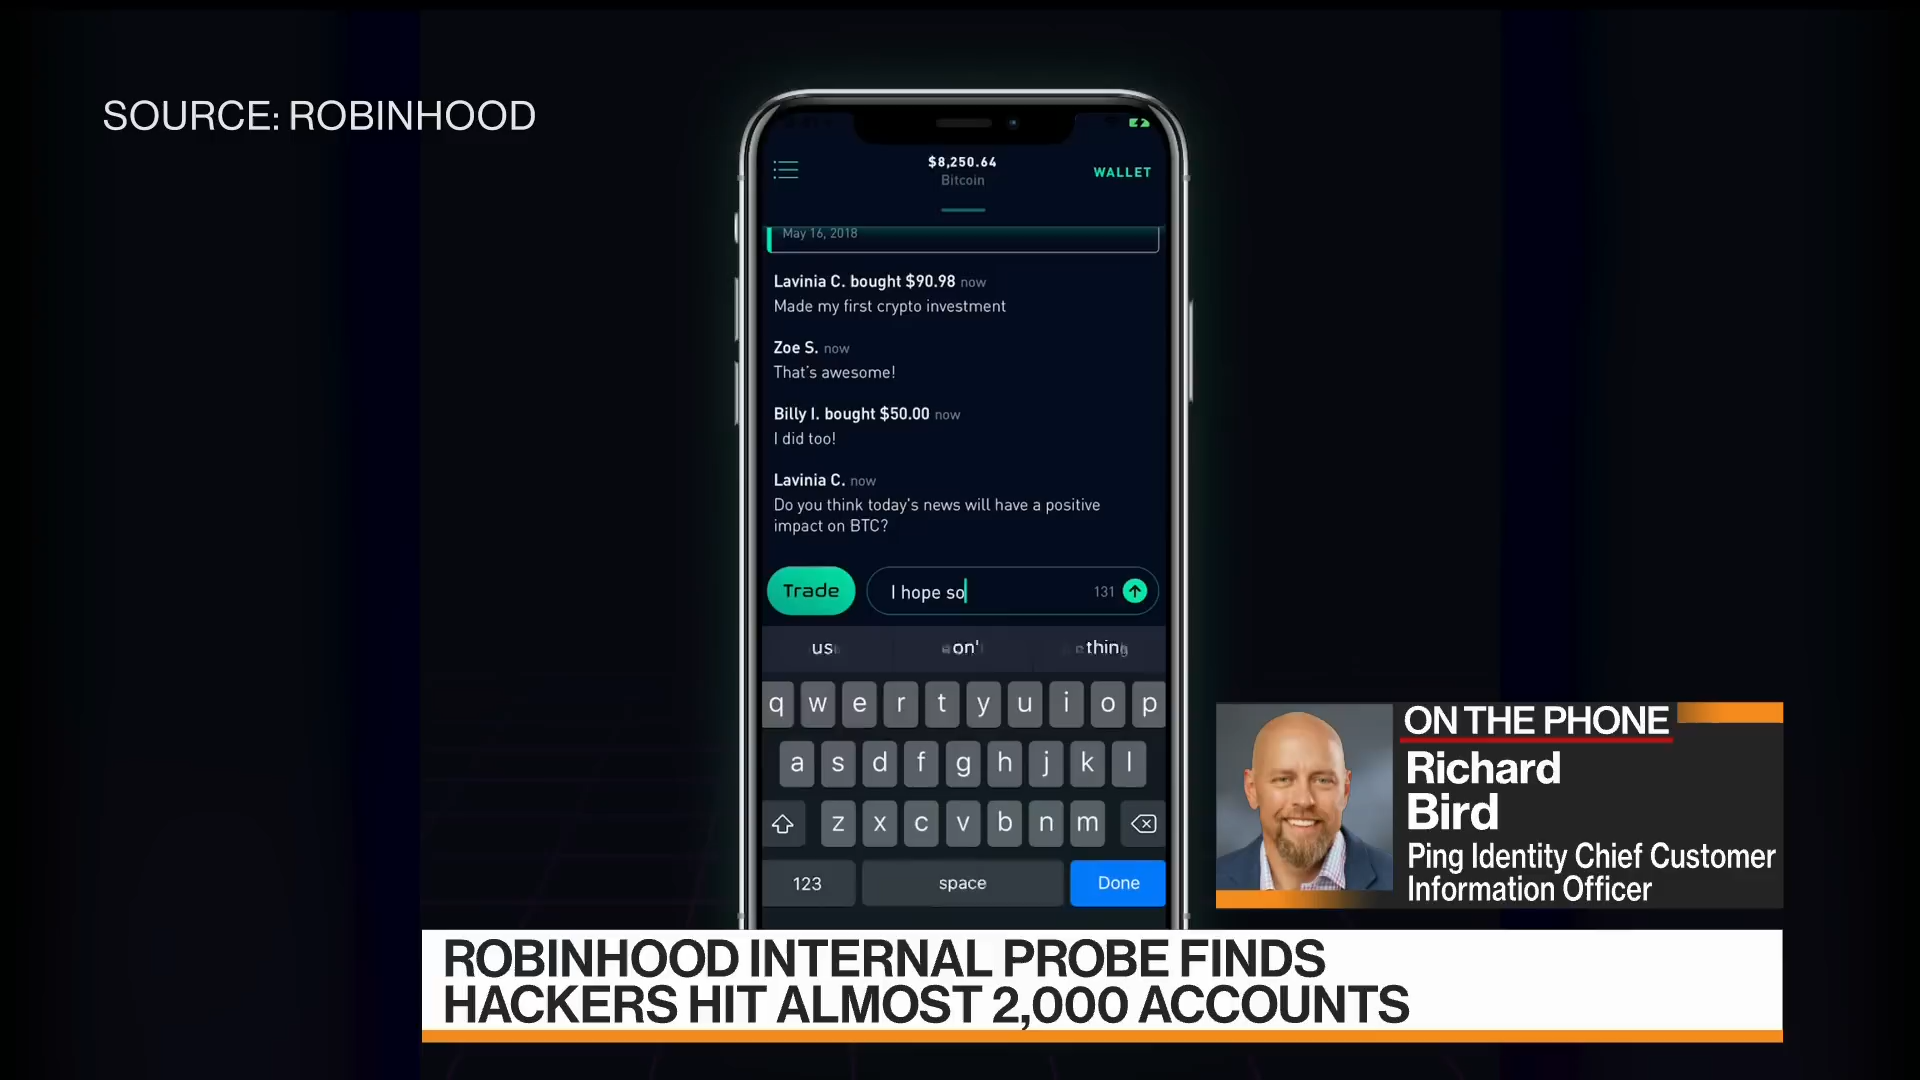 SOURCE: ROBINHOOD
$8,250.64
Bitcoin
WALLET
May 16, 2018
Lavinia C. bought $90.98 now
Made my first crypto investment
Zoe S. now
That's awesome!
Billy I. bought $50.00 now
I did too!
Lavinia C. now
Do you think today's news will have a positive
impact on BTC?
Trade
I hope so
131
q w e r t y u i o p
a s d f g h j k l
z x c v b n m
123 space Done
ON THE PHONE
Richard
Bird
Ping Identity Chief Customer
Information Officer
ROBINHOOD INTERNAL PROBE FINDS
HACKERS HIT ALMOST 2,000 ACCOUNTS